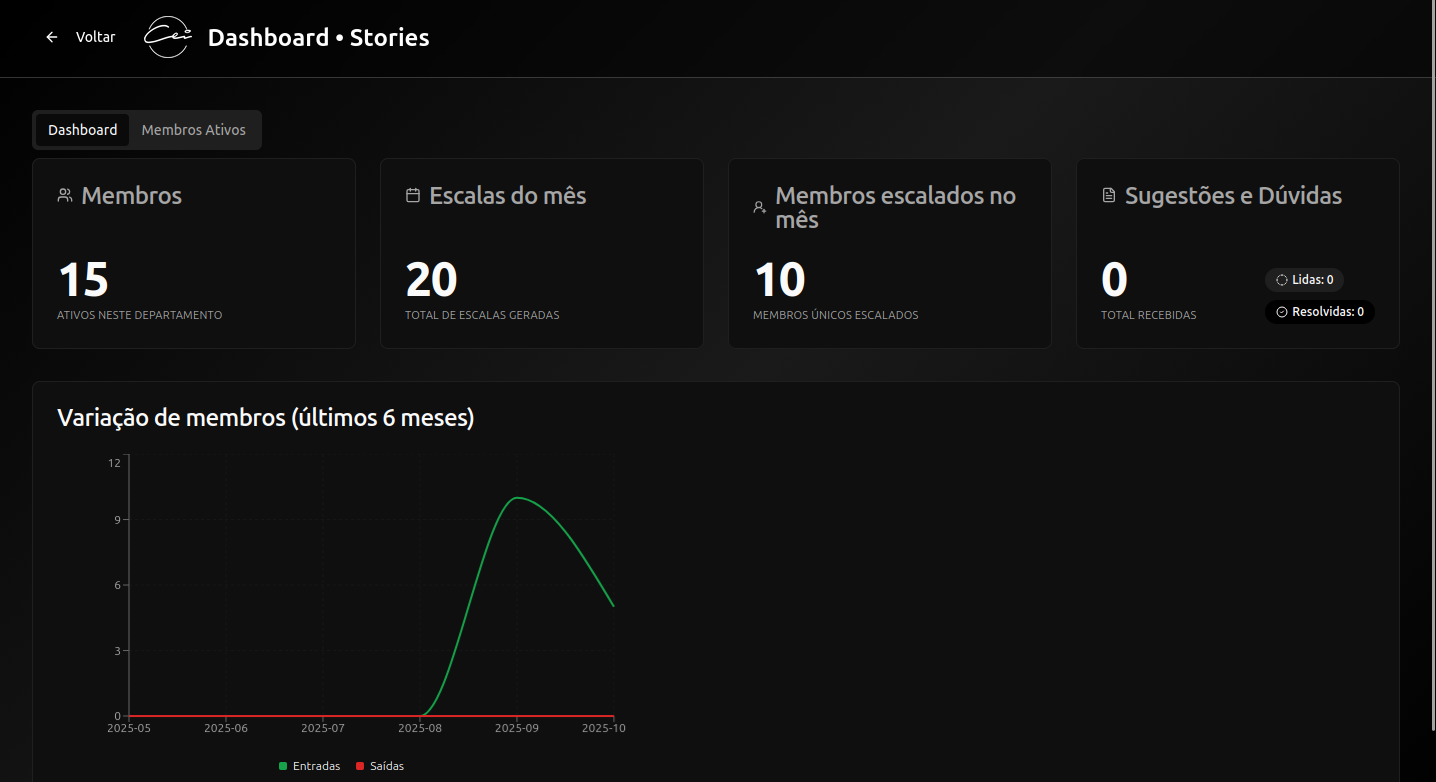 Voltar
Cei
Dashboard • Stories
Dashboard
Membros Ativos
Membros
15
ATIVOS NESTE DEPARTAMENTO
Escalas do mês
20
TOTAL DE ESCALAS GERADAS
Membros escalados no
mês
10
MEMBROS ÚNICOS ESCALADOS
Sugestões e Dúvidas
0
TOTAL RECEBIDAS
Lidas: 0
Resolvidas: 0
Variação de membros (últimos 6 meses)
12
9
6
3
0
2025-05 2025-06 2025-07 2025-08 2025-09 2025-10
Entradas Saídas